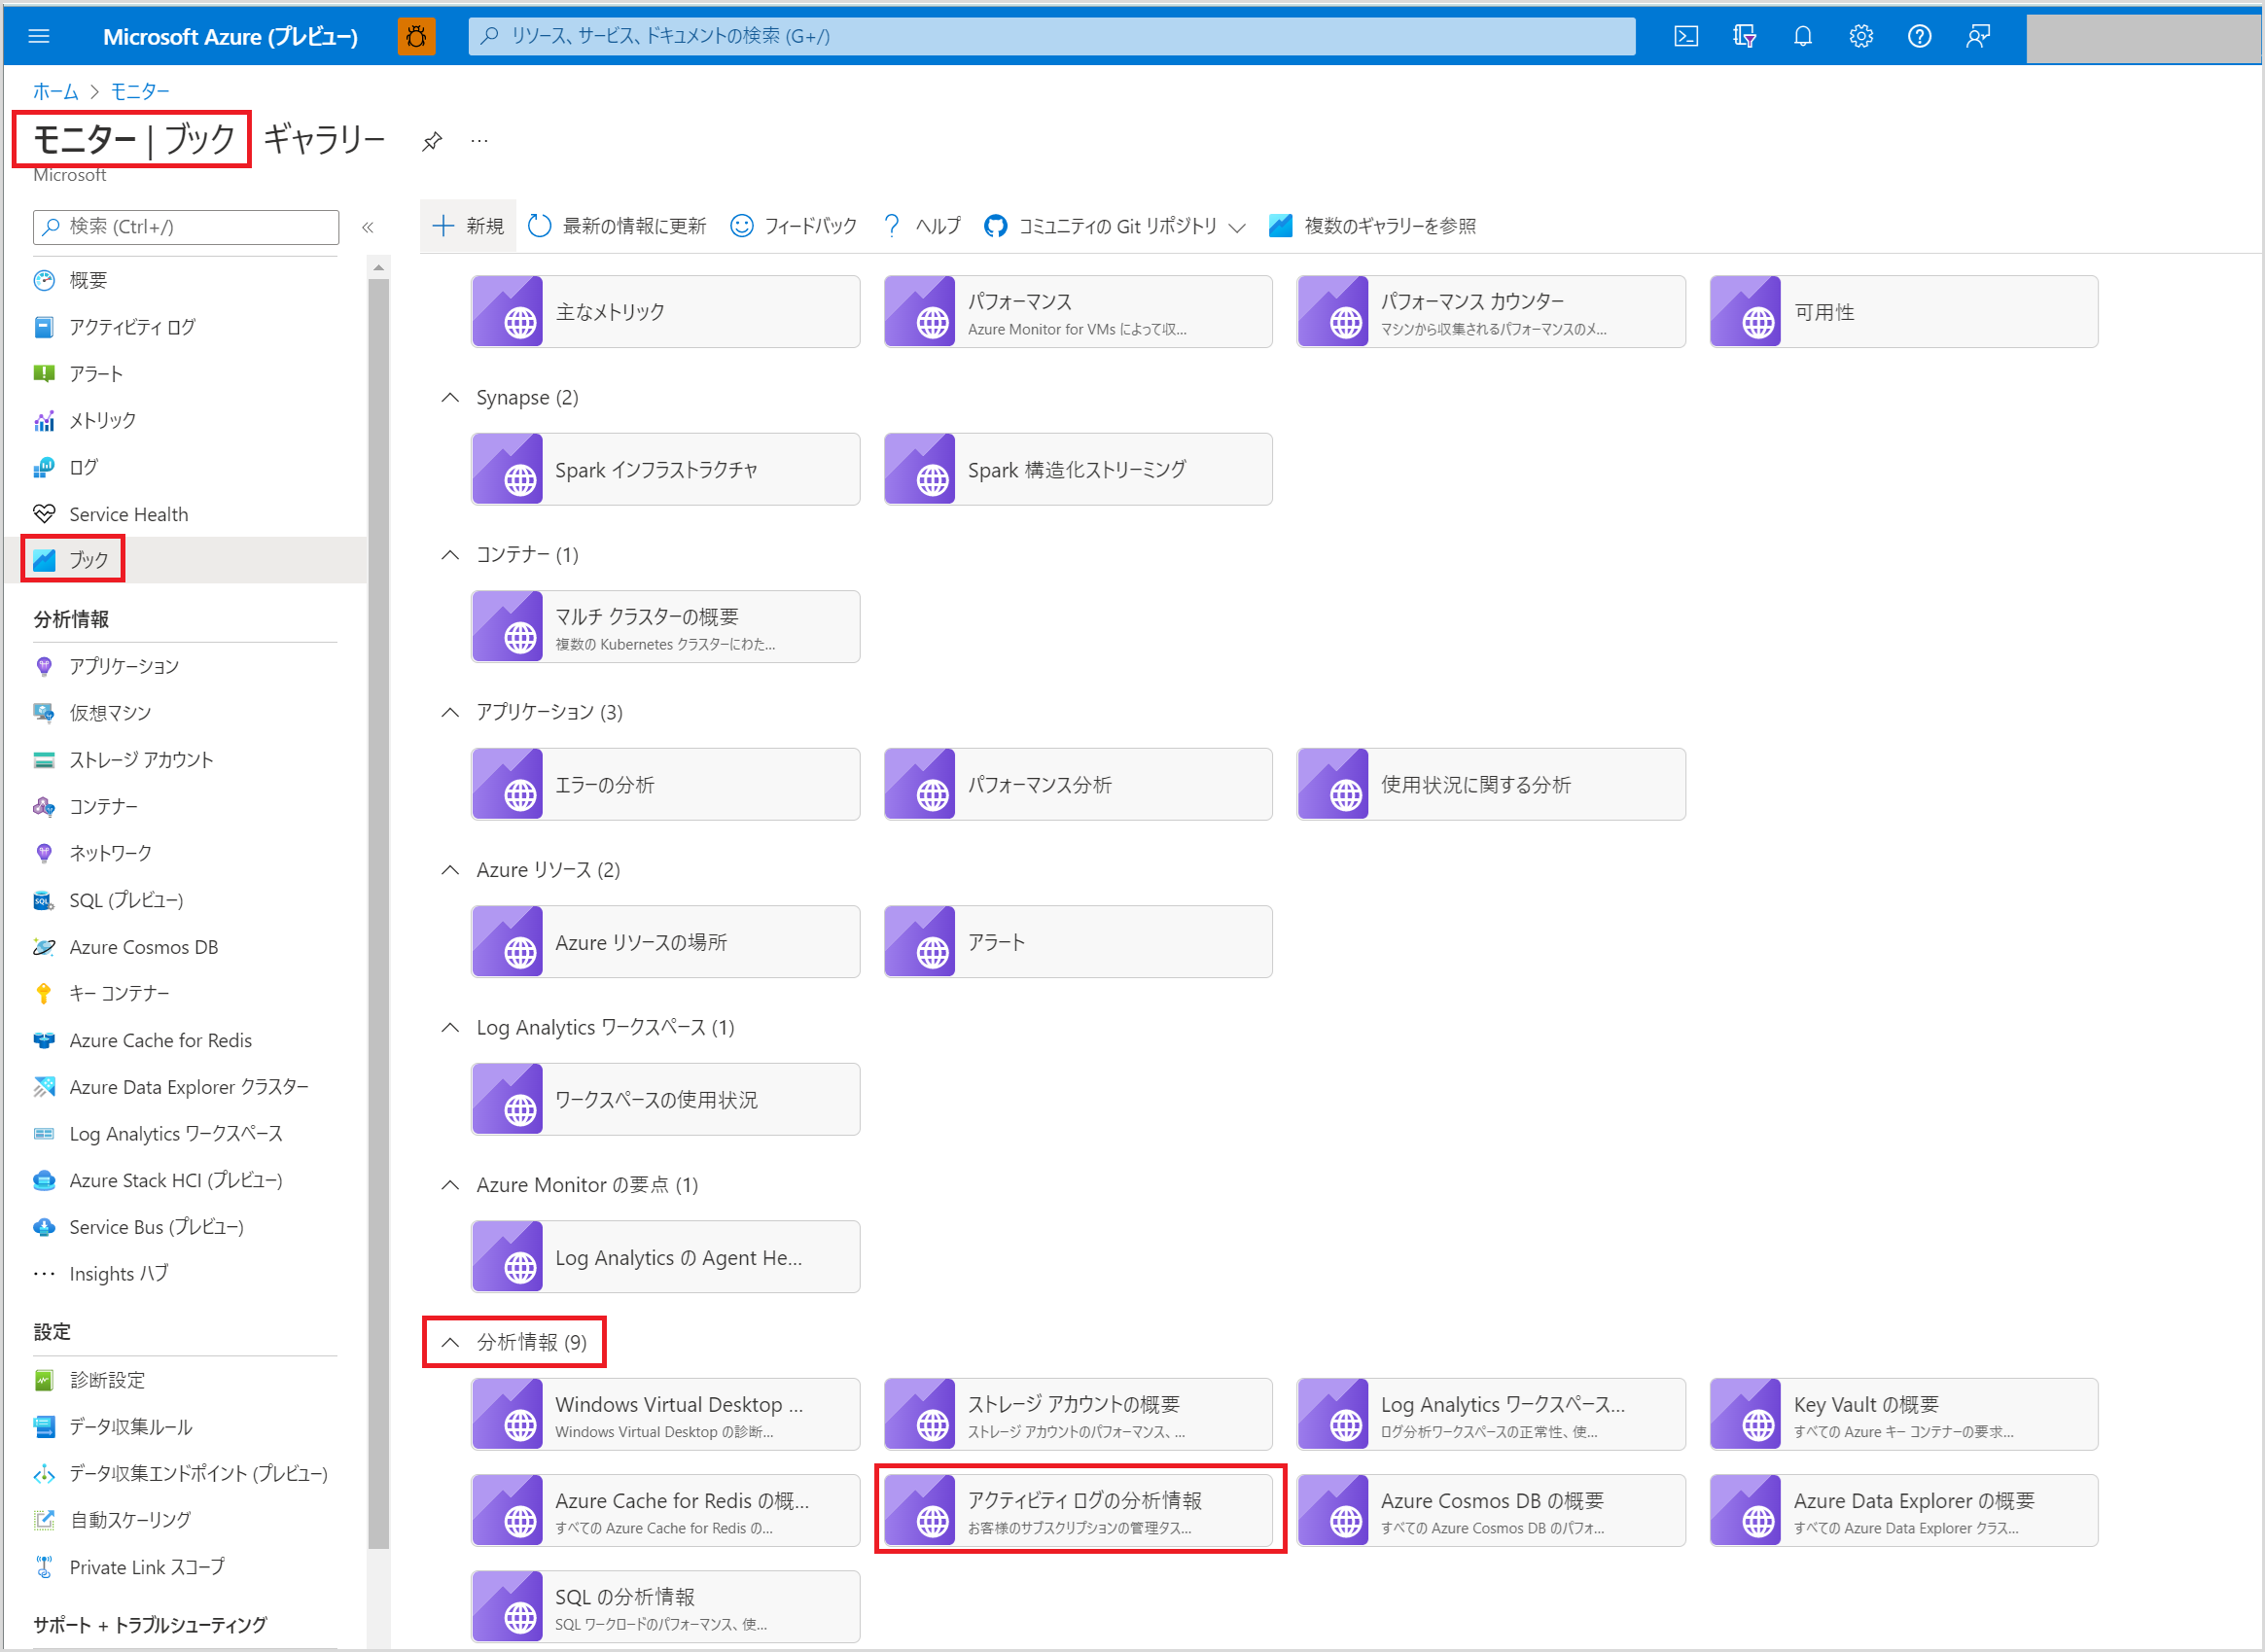 Microsoft Azure (プレビュー)
リソース、サービス、ドキュメントの検索 (G+/)
ホーム > モニター
モニター | ブック ギャラリー ...
Microsoft
検索 (Ctrl+/)
«
概要
アクティビティ ログ
アラート
メトリック
ログ
Service Health
ブック
分析情報
アプリケーション
仮想マシン
ストレージ アカウント
コンテナー
ネットワーク
SQL (プレビュー)
Azure Cosmos DB
キー コンテナー
Azure Cache for Redis
Azure Data Explorer クラスター
Log Analytics ワークスペース
Azure Stack HCI (プレビュー)
Service Bus (プレビュー)
... Insights ハブ
設定
診断設定
データ収集ルール
データ収集エンドポイント (プレビュー)
自動スケーリング
Private Link スコープ
サポート + トラブルシューティング
新規
最新の情報に更新
フィードバック
? ヘルプ
コミュニティの Git リポジトリ
複数のギャラリーを参照
主なメトリック
パフォーマンス
Azure Monitor for VMs によって収...
パフォーマンス カウンター
マシンから収集されるパフォーマンスのメ...
可用性
Synapse (2)
Spark インフラストラクチャ
Spark 構造化ストリーミング
コンテナー (1)
マルチ クラスターの概要
複数の Kubernetes クラスターにわた...
アプリケーション (3)
エラーの分析
パフォーマンス分析
使用状況に関する分析
Azure リソース (2)
Azure リソースの場所
アラート
Log Analytics ワークスペース (1)
ワークスペースの使用状況
Azure Monitor の要点 (1)
Log Analytics の Agent He...
分析情報 (9)
Windows Virtual Desktop ...
Windows Virtual Desktop の診断...
ストレージ アカウントの概要
ストレージ アカウントのパフォーマンス、...
Log Analytics ワークスペース...
ログ分析ワークスペースの正常性、使...
Key Vault の概要
すべての Azure キー コンテナーの要求...
Azure Cache for Redis の概...
すべての Azure Cache for Redis の...
アクティビティ ログの分析情報
お客様のサブスクリプションの管理タス...
Azure Cosmos DB の概要
すべての Azure Cosmos DB のパフォ...
Azure Data Explorer の概要
すべての Azure Data Explorer クラス...
SQL の分析情報
SQL ワークロードのパフォーマンス、使...